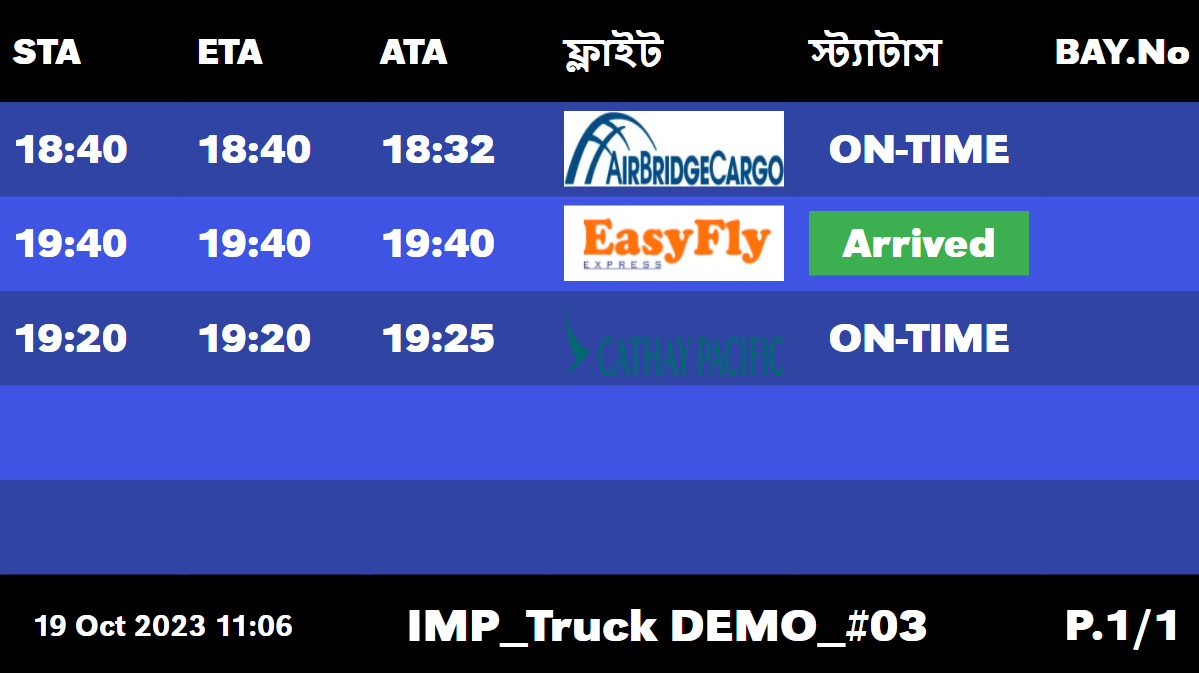 STA ETA ATA ফ্লাইট স্ট্যাটাস BAY.No
18:40 18:40 18:32 AIRBRIDGECARGO ON-TIME
19:40 19:40 19:40 EasyFly EXPRESS Arrived
19:20 19:20 19:25 CATHAY PACIFIC ON-TIME
19 Oct 2023 11:06 IMP_Truck DEMO_#03 P.1/1